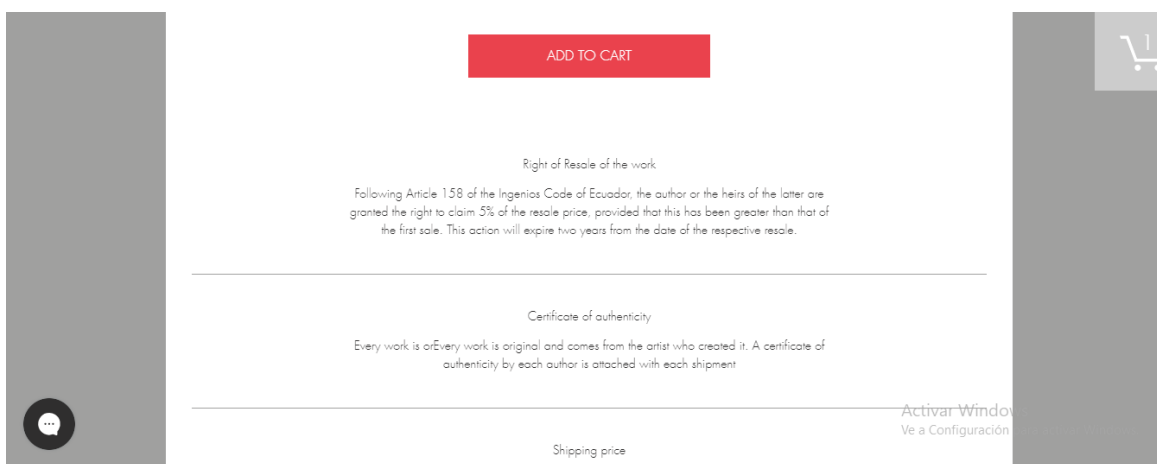 ADD TO CART
1
Right of Resale of the work
Following Article 158 of the Ingenios Code of Ecuador, the author or the heirs of the latter are
granted the right to claim 5% of the resale price, provided that this has been greater than that of
the first sale. This action will expire two years from the date of the respective resale.
Certificate of authenticity
Every work is orEvery work is original and comes from the artist who created it. A certificate of
authenticity by each author is attached with each shipment
Activar Windows
Ve a Configuración
Shipping price